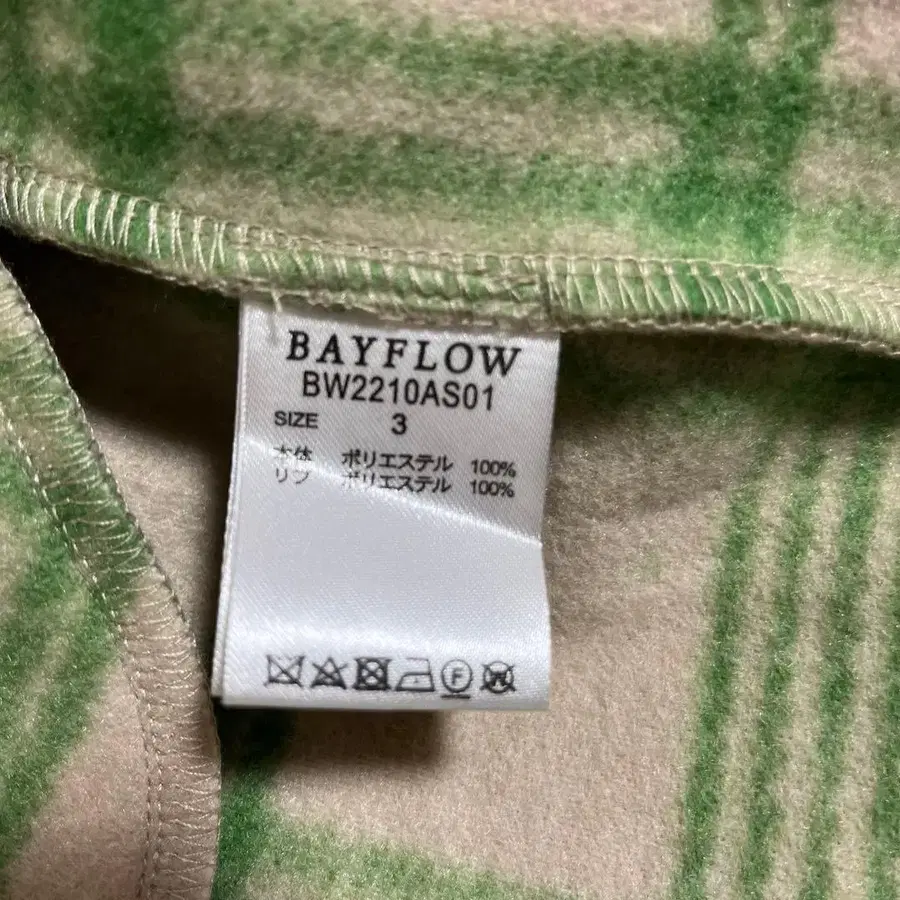 BAYFLOW
BW2210AS01
SIZE 3
本体 ポリエステル 100%
リブ ポリエステル 100%
F W